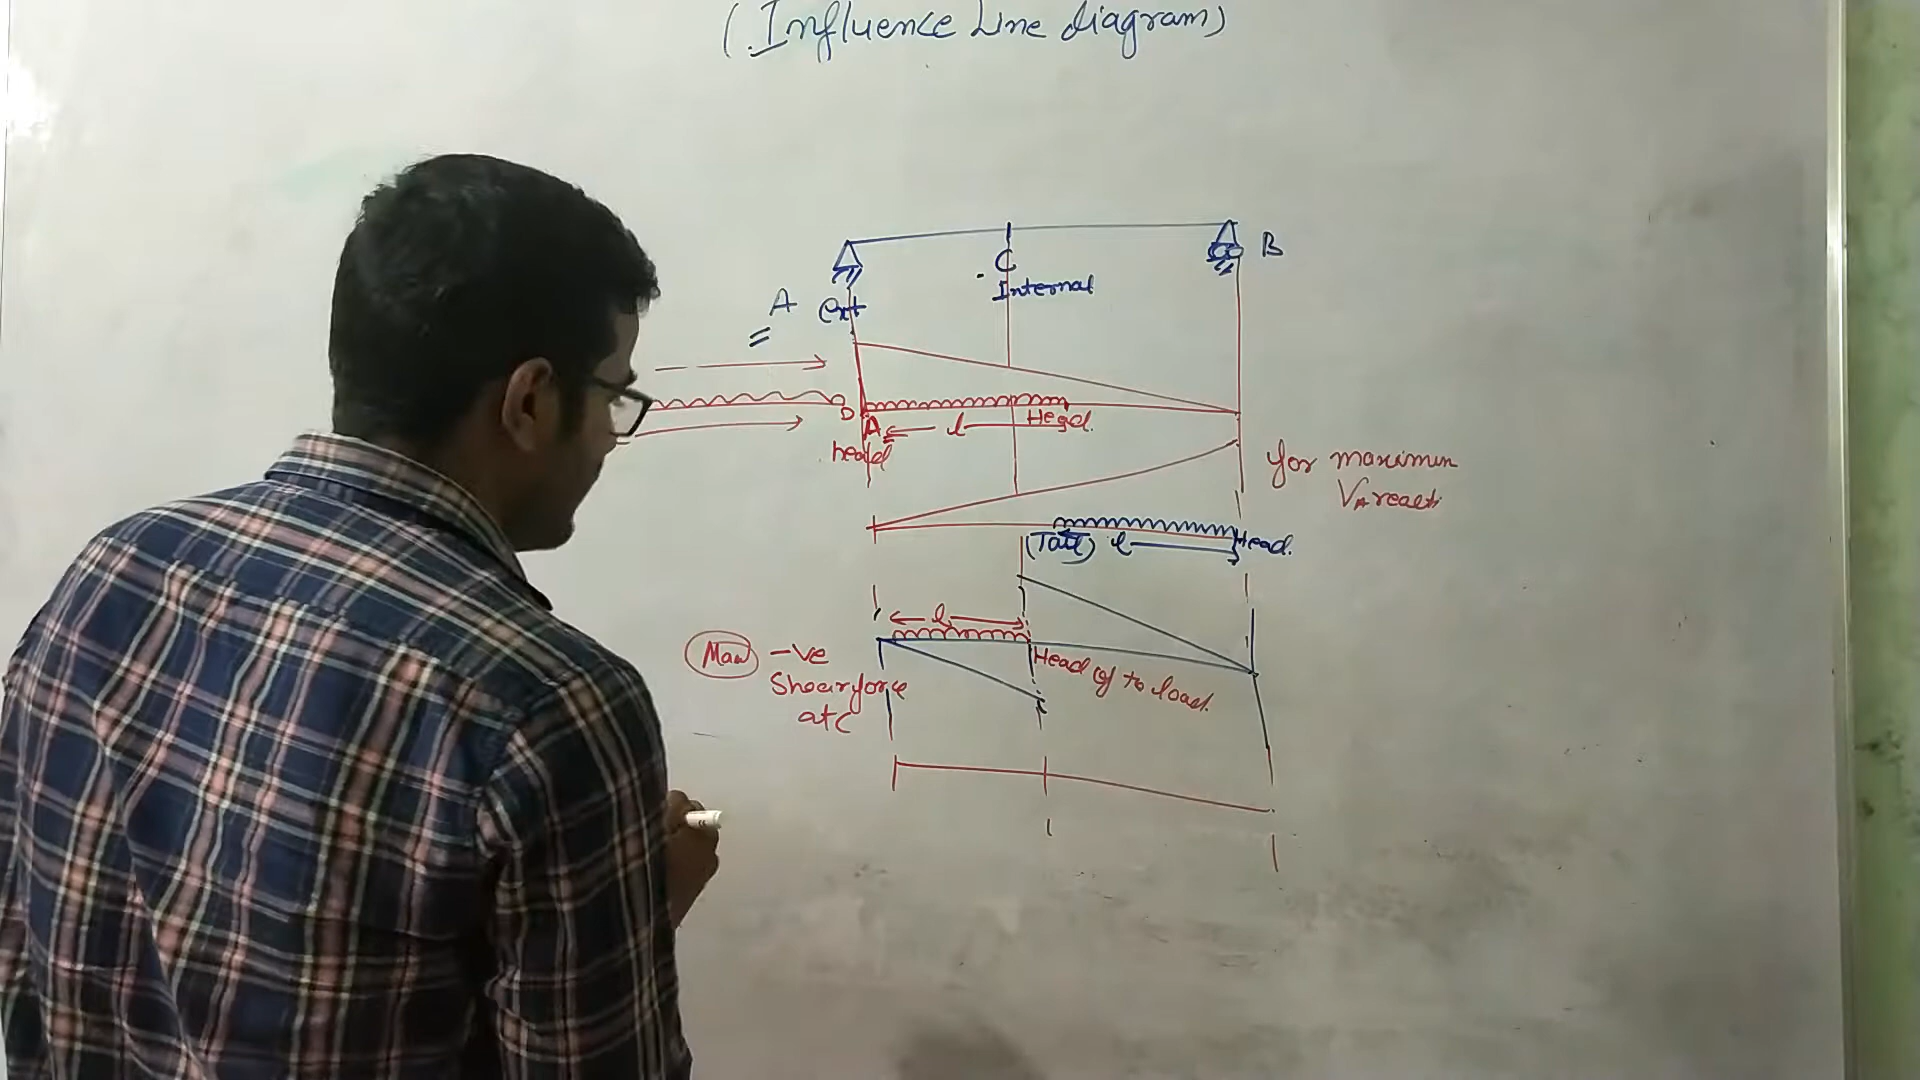 (Influence Line diagram)
B
C
Internal
A
ext
D
A
l
Head.
head
for maximum
VA react
(Tail) l
Head.
l
Max -ve
Shear force
at C
Head of to load.